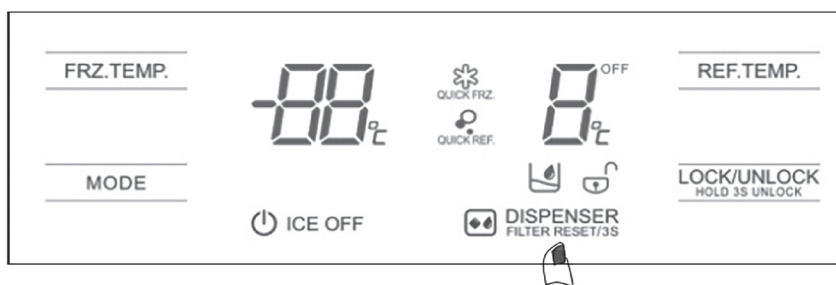 FRZ.TEMP.
-88°C
QUICK FRZ.
QUICK REF.
8°C
OFF
REF.TEMP.
MODE
LOCK/UNLOCK
HOLD 3S UNLOCK
ICE OFF
DISPENSER
FILTER RESET/3S